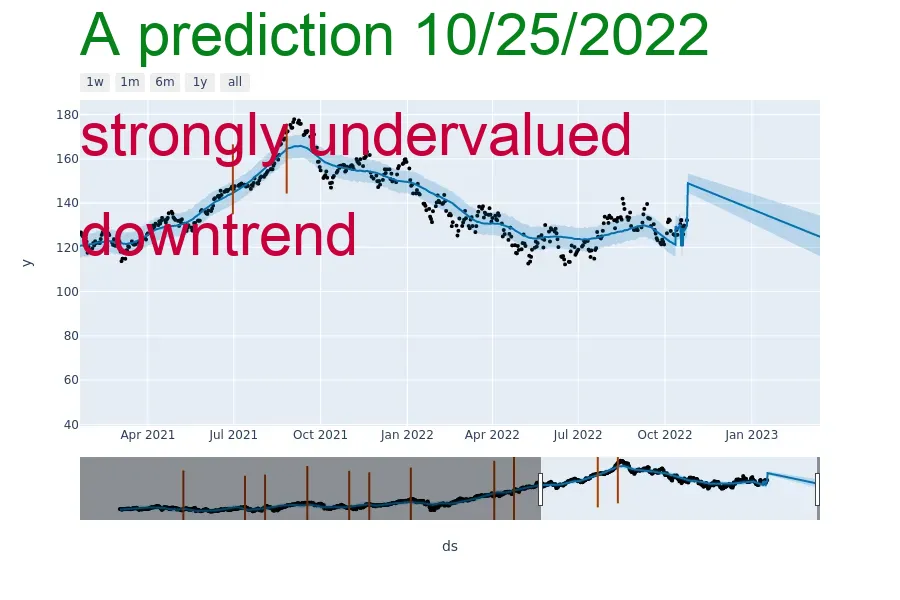 A prediction 10/25/2022
1w 1m 6m 1y all
strongly undervalued
downtrend
180
160
140
120
100
80
60
40
y
Apr 2021 Jul 2021 Oct 2021 Jan 2022 Apr 2022 Jul 2022 Oct 2022 Jan 2023
ds